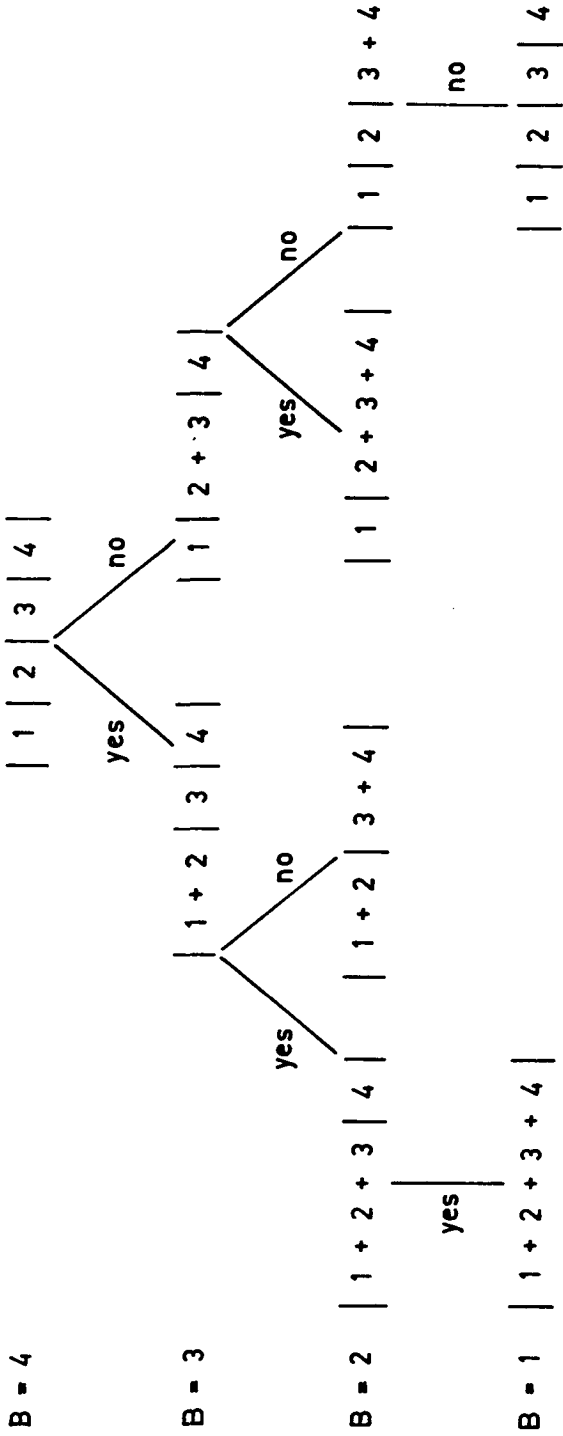 B = 4 | 1 | 2 | 3 | 4 |
yes no
B = 3 | 1 + 2 | 3 | 4 | | 1 | 2 + 3 | 4 |
yes no yes no
B = 2 | 1 + 2 + 3 | 4 | | 1 + 2 | 3 + 4 | | 1 | 2 + 3 + 4 | | 1 | 2 | 3 + 4
yes no
B = 1 | 1 + 2 + 3 + 4 | | 1 | 2 | 3 | 4